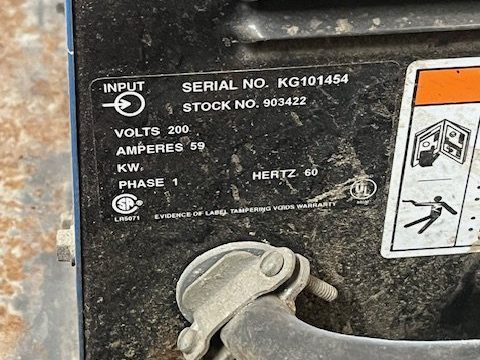 INPUT
SERIAL NO. KG101454
STOCK NO. 903422
VOLTS 200
AMPERES 59
KW.
PHASE 1 HERTZ 60
LR5071
EVIDENCE OF LABEL TAMPERING VOIDS WARRANTY